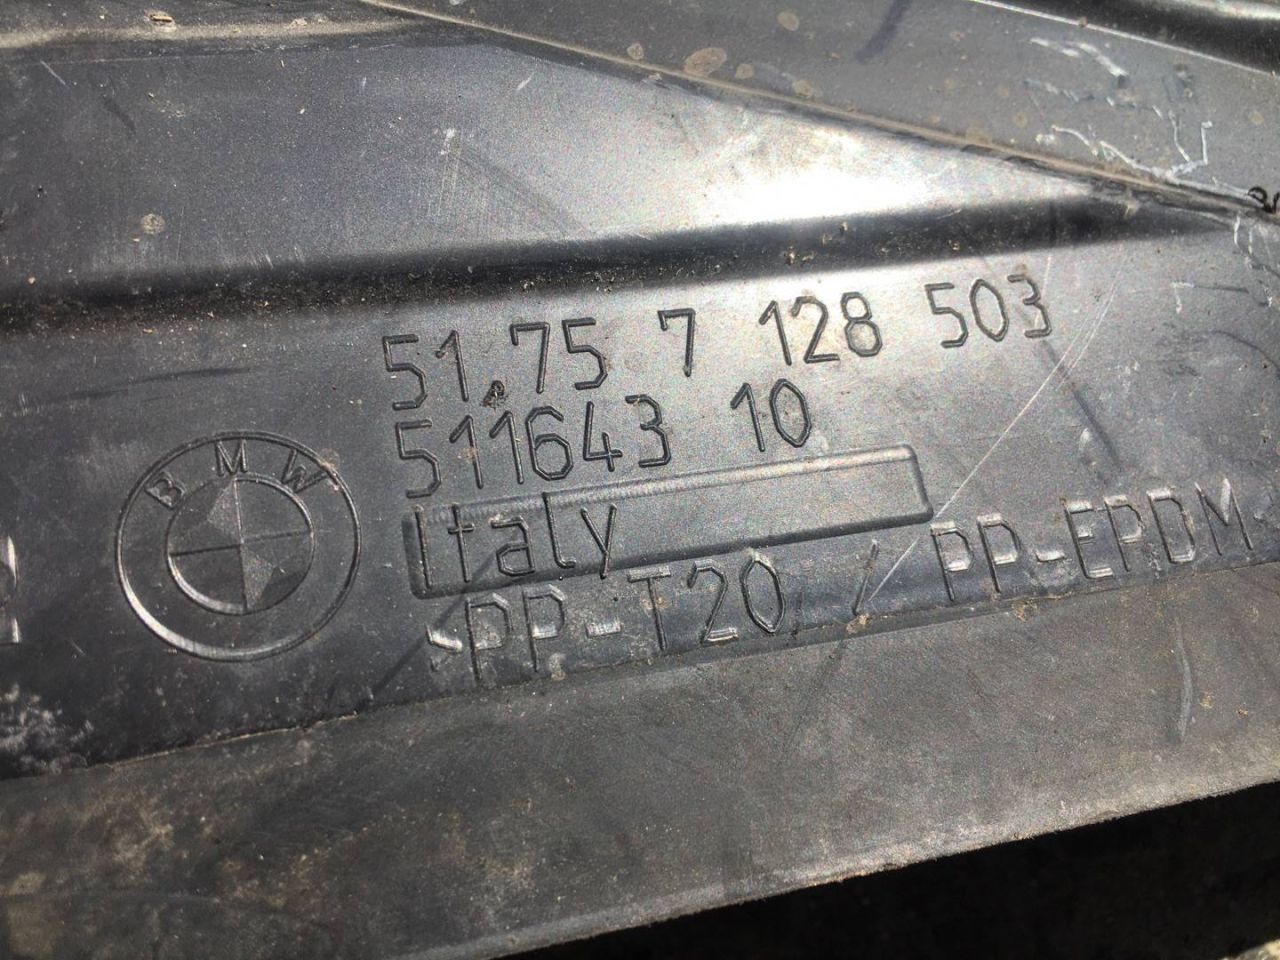 BMW
51.75 7 128 503
511643 10
Italy
>PP-T20 / PP-EPDM